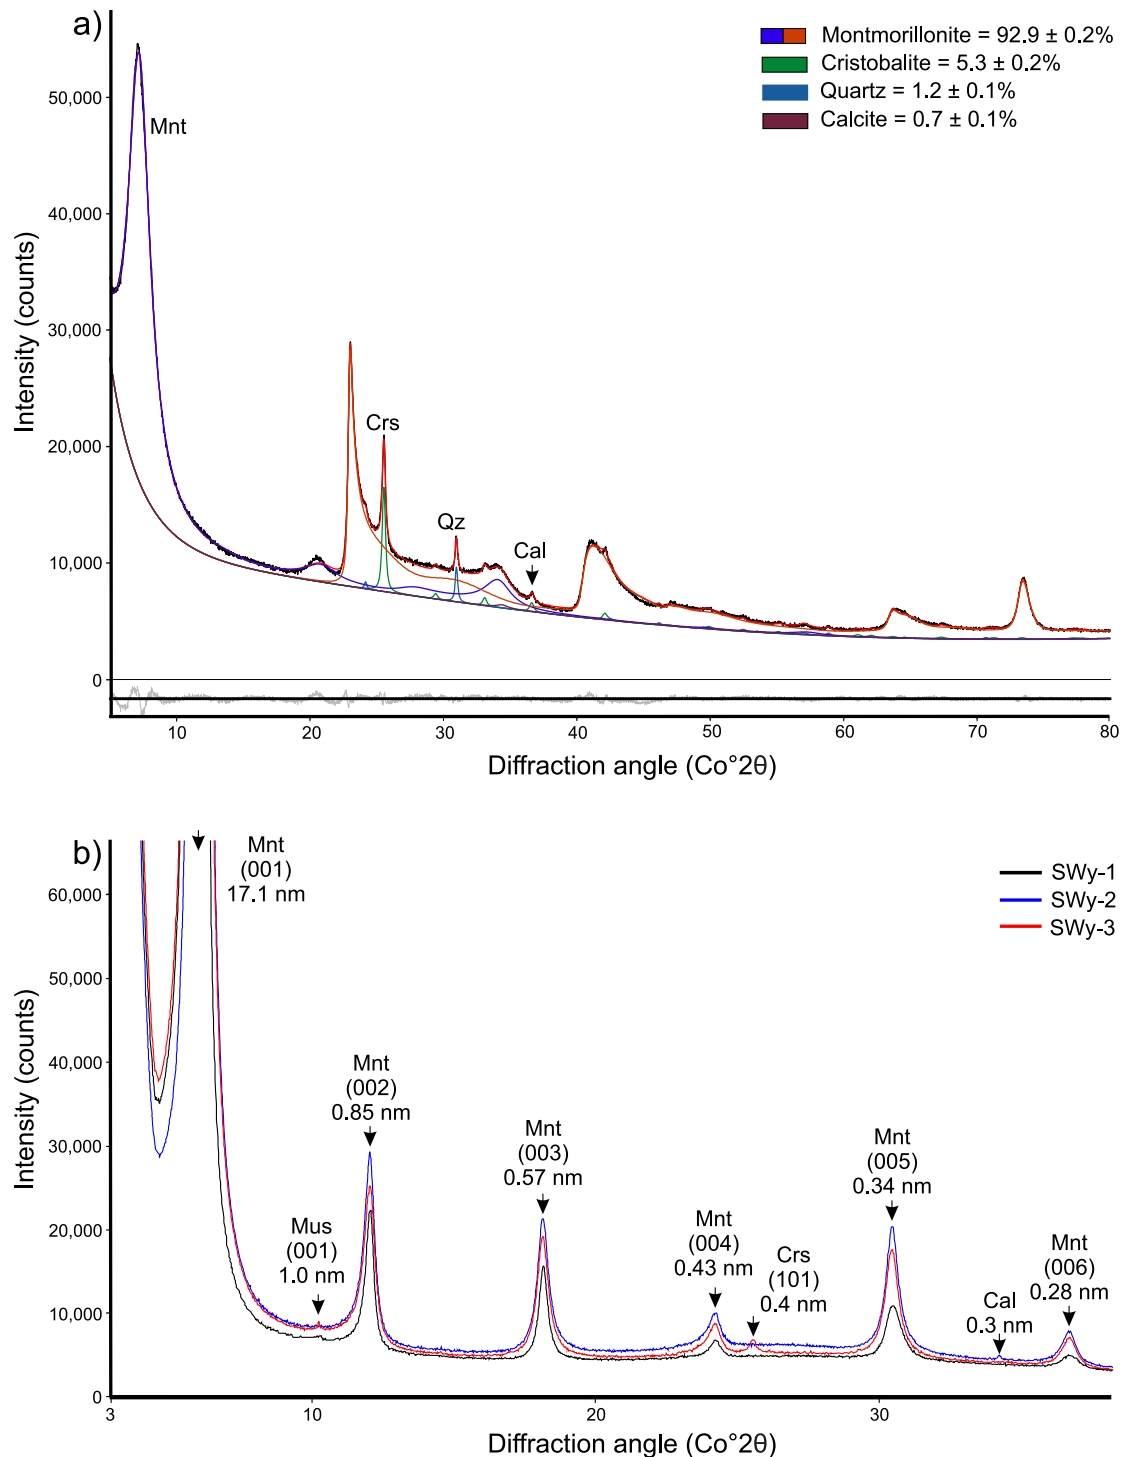 a)
Montmorillonite = 92.9 ± 0.2%
Cristobalite = 5.3 ± 0.2%
Quartz = 1.2 ± 0.1%
Calcite = 0.7 ± 0.1%
Intensity (counts)
50,000
40,000
30,000
20,000
10,000
0
Mnt
Crs
Qz
Cal
10 20 30 40 50 60 70 80
Diffraction angle (Co°2θ)
b)
SWy-1
SWy-2
SWy-3
Intensity (counts)
60,000
50,000
40,000
30,000
20,000
10,000
0
Mnt
(001)
17.1 nm
Mus
(001)
1.0 nm
Mnt
(002)
0.85 nm
Mnt
(003)
0.57 nm
Mnt
(004)
0.43 nm
Crs
(101)
0.4 nm
Mnt
(005)
0.34 nm
Cal
0.3 nm
Mnt
(006)
0.28 nm
3 10 20 30
Diffraction angle (Co°2θ)